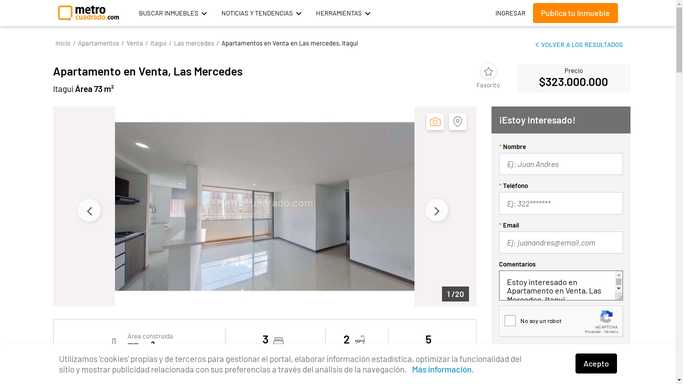 metro
cuadrado.com
BUSCAR INMUEBLES
NOTICIAS Y TENDENCIAS
HERRAMIENTAS
INGRESAR
Publica tu Inmueble
Inicio / Apartamentos / Venta / Itagui / Las mercedes / Apartamentos en Venta en Las mercedes, Itagui
VOLVER A LOS RESULTADOS
Apartamento en Venta, Las Mercedes
Itagui Área 73 m²
Favorito
Precio
$323.000.000
1 /20
¡Estoy Interesado!
* Nombre
Ej: Juan Andres
* Teléfono
Ej: 322*******
* Email
Ej: juanandres@email.com
Comentarios
Estoy interesado en
Apartamento en Venta, Las
Mercedes, Itagui
No soy un robot
reCAPTCHA
Privacidad - Términos
Área construida
3
2
5
Utilizamos 'cookies' propias y de terceros para gestionar el portal, elaborar información estadística, optimizar la funcionalidad del
sitio y mostrar publicidad relacionada con sus preferencias a través del análisis de la navegación. Más información.
Acepto